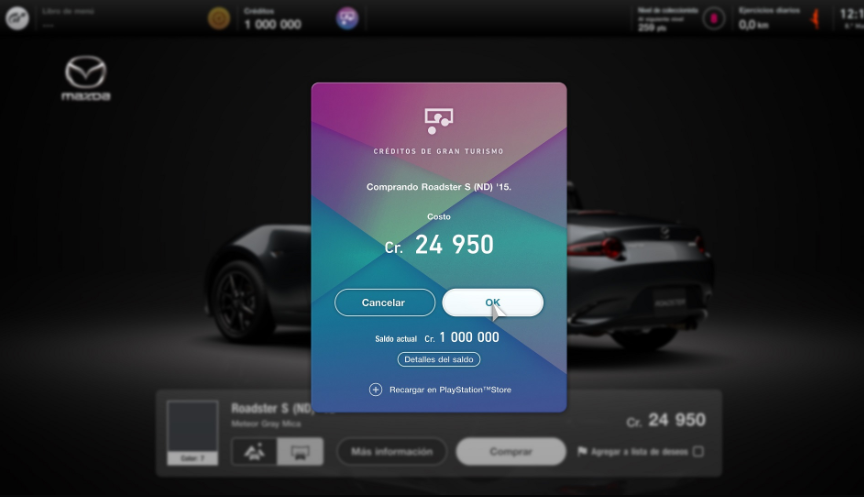 Libro de menú
Créditos
1 000 000
Nivel de coleccionista
Al siguiente nivel
259 pts
8
Ejercicios diarios
0,0 km
mazda
CRÉDITOS DE GRAN TURISMO
Comprando Roadster S (ND) '15.
Costo
Cr. 24 950
Cancelar
OK
Saldo actual Cr. 1 000 000
Detalles del saldo
Recargar en PlayStation™Store
ROADSTER
Roadster S (ND)
Meteor Gray Mica
Cr. 24 950
Color: 7
Más información
Comprar
Agregar a lista de deseos